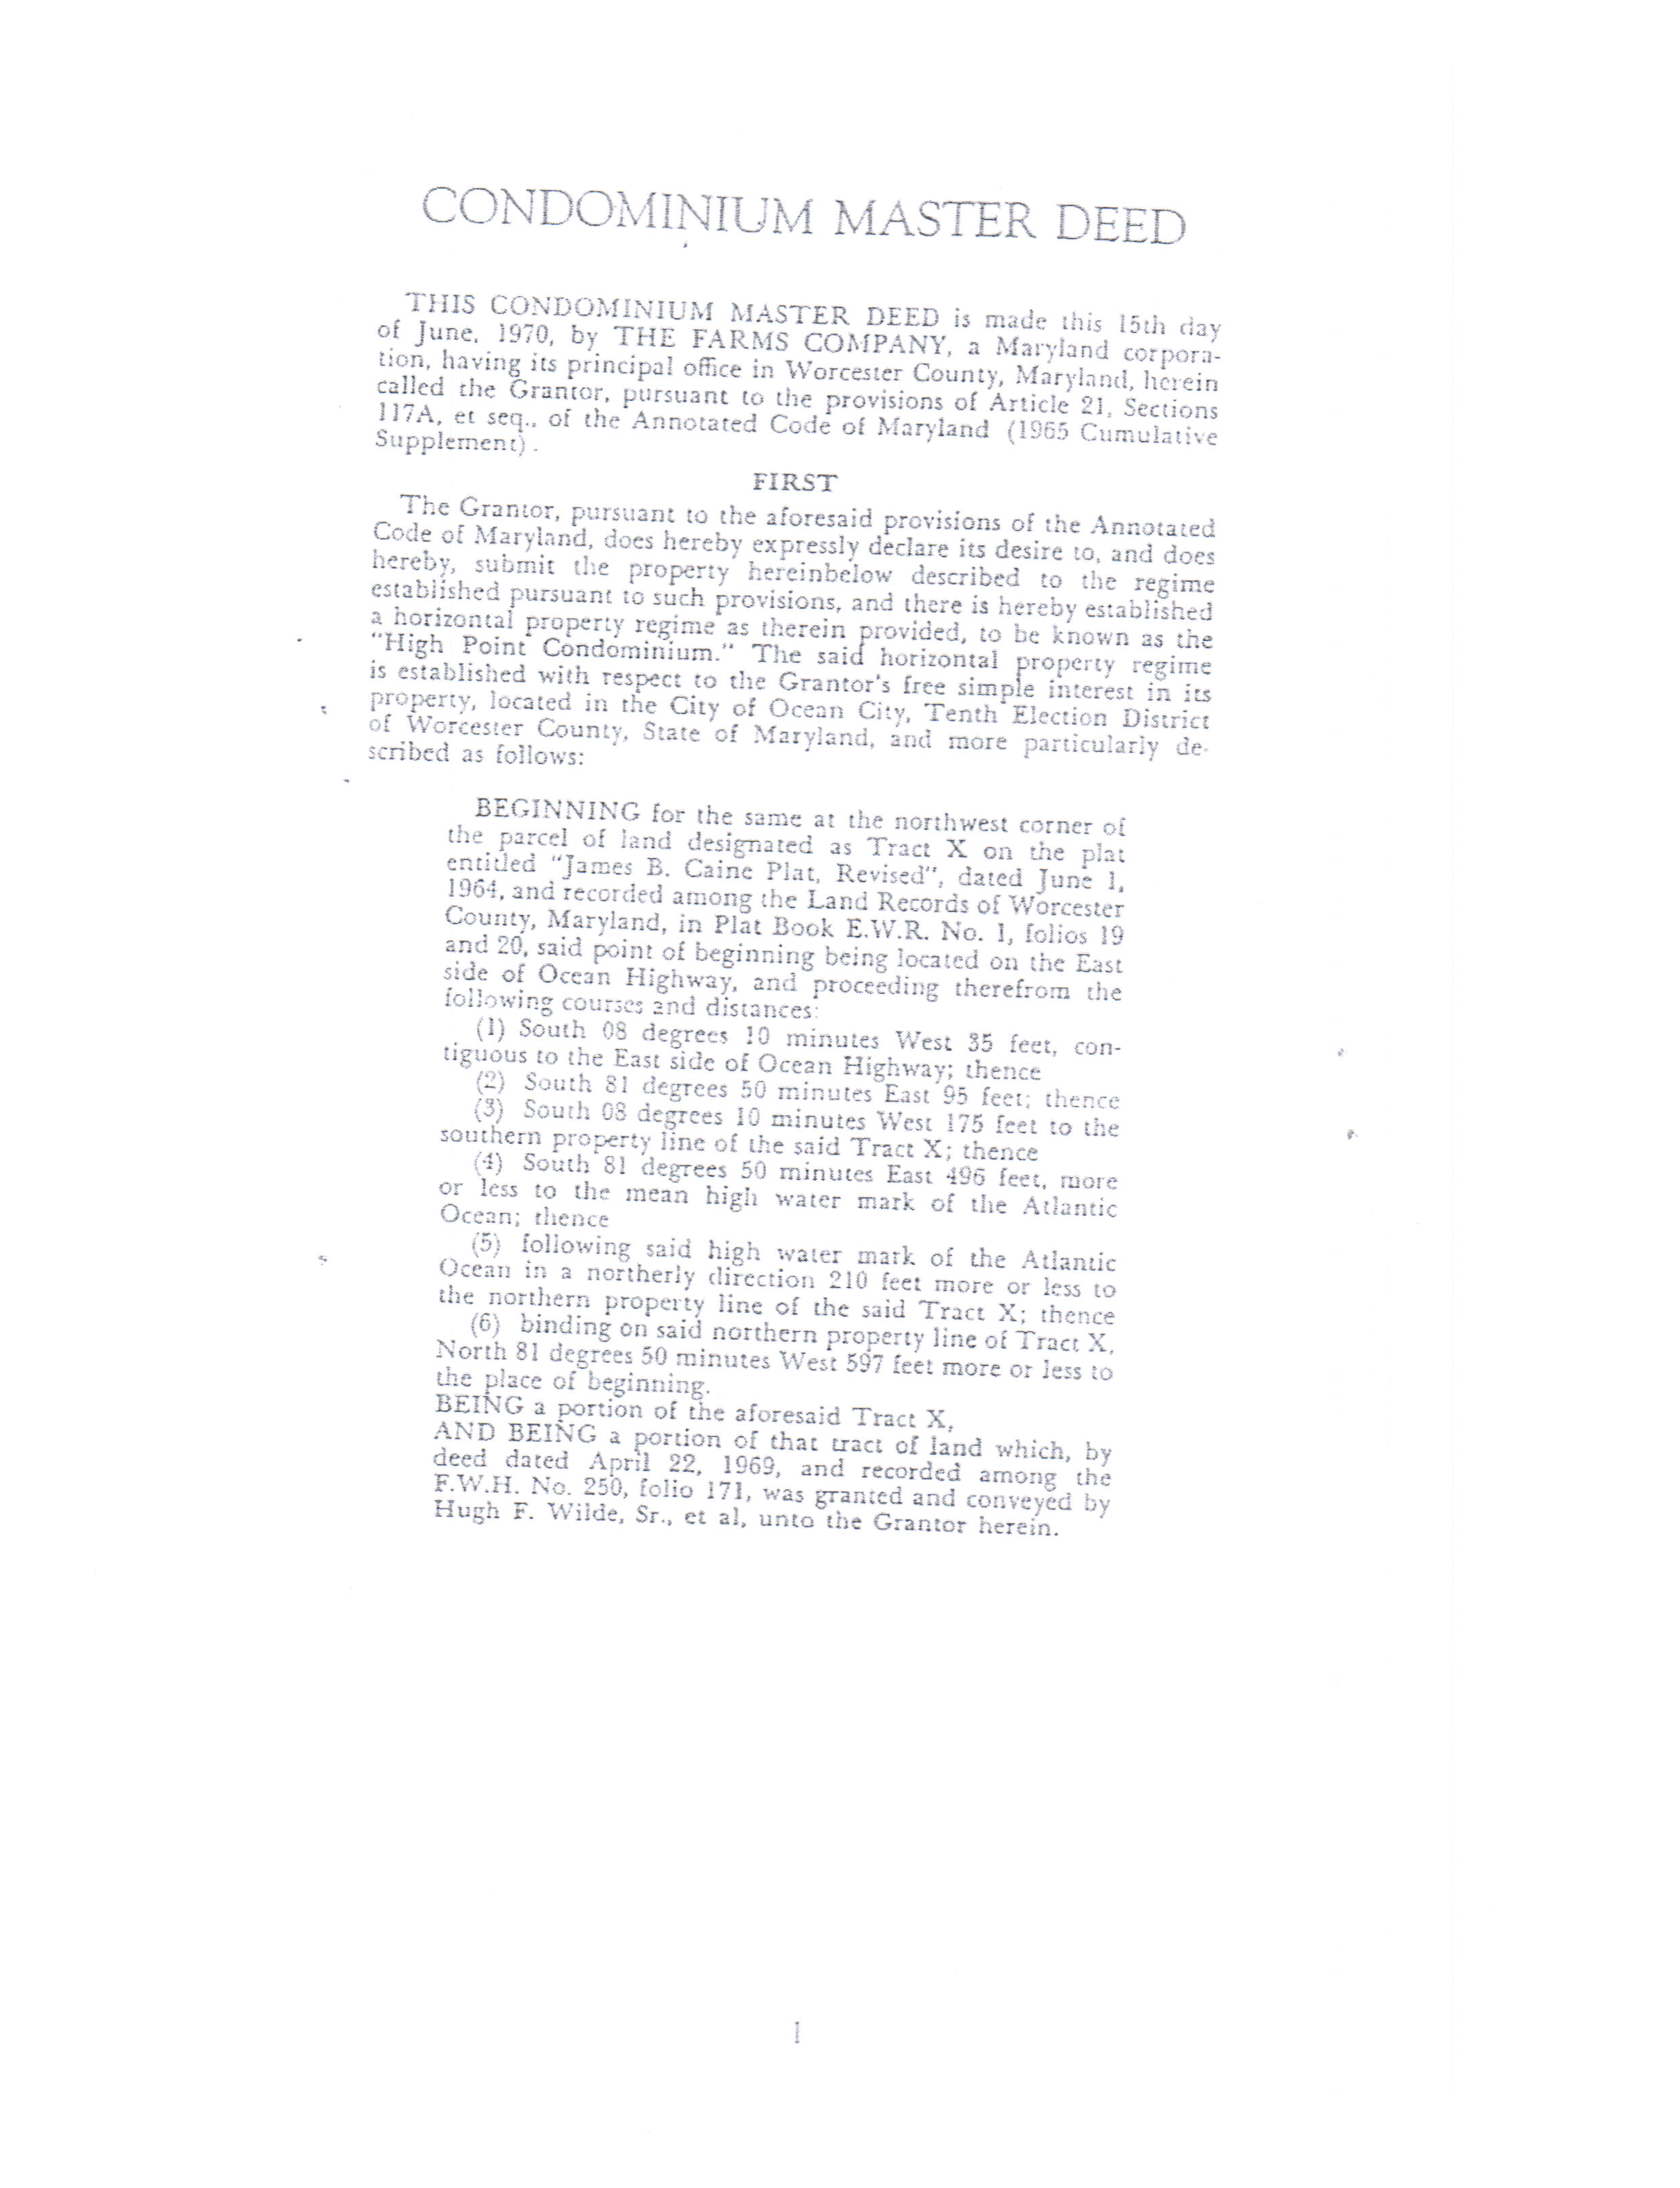 CONDOMINIUM MASTER DEED
THIS CONDOMINIUM MASTER DEED is made this 15th day
of June, 1970, by THE FARMS COMPANY, a Maryland corpora-
tion, having its principal office in Worcester County, Maryland, herein
called the Grantor, pursuant to the provisions of Article 21, Sections
117A, et seq., of the Annotated Code of Maryland (1965 Cumulative
Supplement).
FIRST
The Grantor, pursuant to the aforesaid provisions of the Annotated
Code of Maryland, does hereby expressly declare its desire to, and does
hereby, submit the property hereinbelow described to the regime
established pursuant to such provisions, and there is hereby established
a horizontal property regime as therein provided, to be known as the
"High Point Condominium." The said horizontal property regime
is established with respect to the Grantor's free simple interest in its
property, located in the City of Ocean City, Tenth Election District
of Worcester County, State of Maryland, and more particularly de-
scribed as follows:
BEGINNING for the same at the northwest corner of
the parcel of land designated as Tract X on the plat
entitled "James B. Caine Plat, Revised", dated June 1,
1964, and recorded among the Land Records of Worcester
County, Maryland, in Plat Book E.W.R. No. 1, folios 19
and 20, said point of beginning being located on the East
side of Ocean Highway, and proceeding therefrom the
following courses and distances:
(1) South 08 degrees 10 minutes West 35 feet, con-
tiguous to the East side of Ocean Highway; thence
(2) South 81 degrees 50 minutes East 95 feet; thence
(3) South 08 degrees 10 minutes West 175 feet to the
southern property line of the said Tract X; thence
(4) South 81 degrees 50 minutes East 496 feet, more
or less to the mean high water mark of the Atlantic
Ocean; thence
(5) following said high water mark of the Atlantic
Ocean in a northerly direction 210 feet more or less to
the northern property line of the said Tract X; thence
(6) binding on said northern property line of Tract X,
North 81 degrees 50 minutes West 597 feet more or less to
the place of beginning.
BEING a portion of the aforesaid Tract X,
AND BEING a portion of that tract of land which, by
deed dated April 22, 1969, and recorded among the
F.W.H. No. 250, folio 171, was granted and conveyed by
Hugh F. Wilde, Sr., et al, unto the Grantor herein.
1